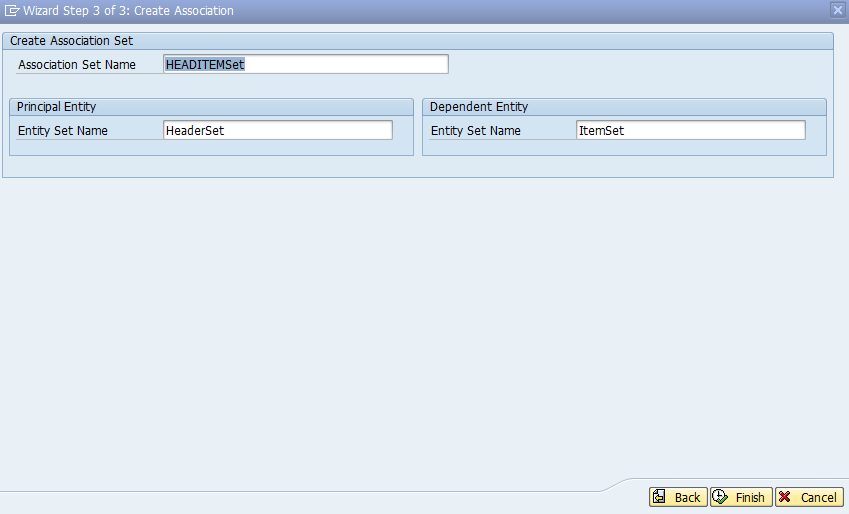 Wizard Step 3 of 3: Create Association
Create Association Set
Association Set Name HEADITEMSet
Principal Entity
Entity Set Name HeaderSet
Dependent Entity
Entity Set Name ItemSet
Back Finish Cancel